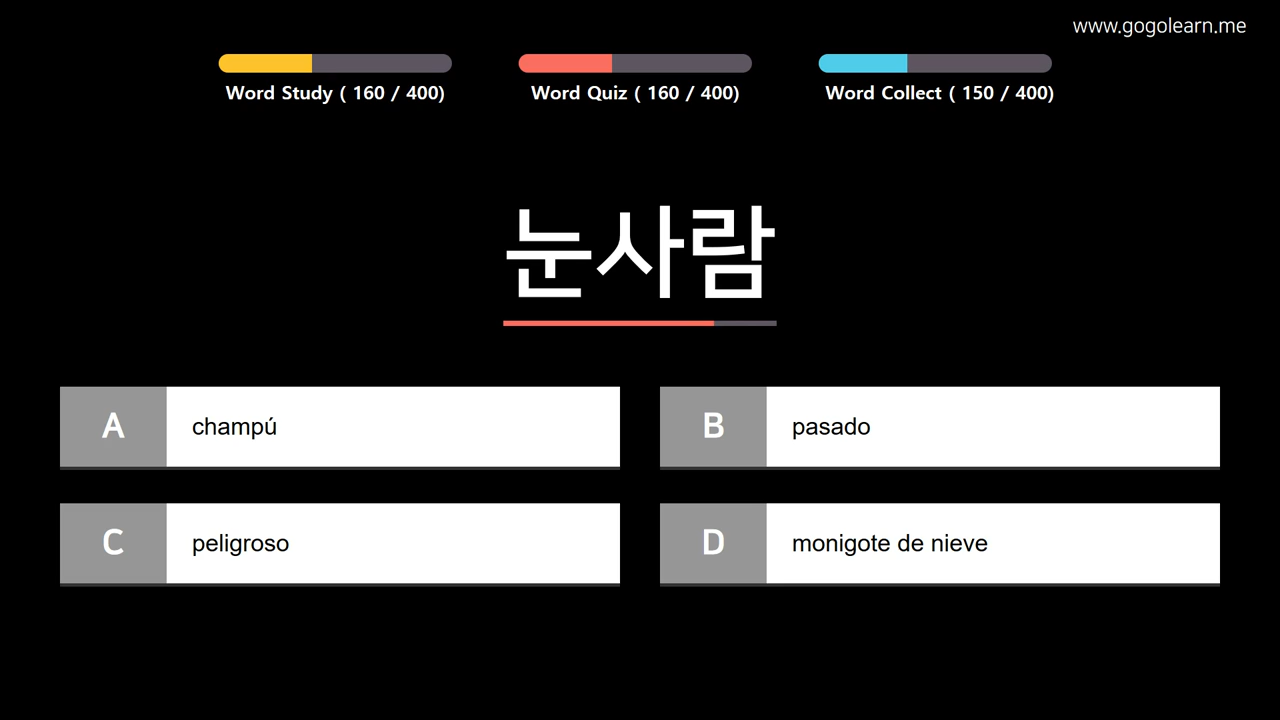 www.gogolearn.me
Word Study ( 160 / 400)
Word Quiz ( 160 / 400)
Word Collect ( 150 / 400)
눈사람
A champú
B pasado
C peligroso
D monigote de nieve